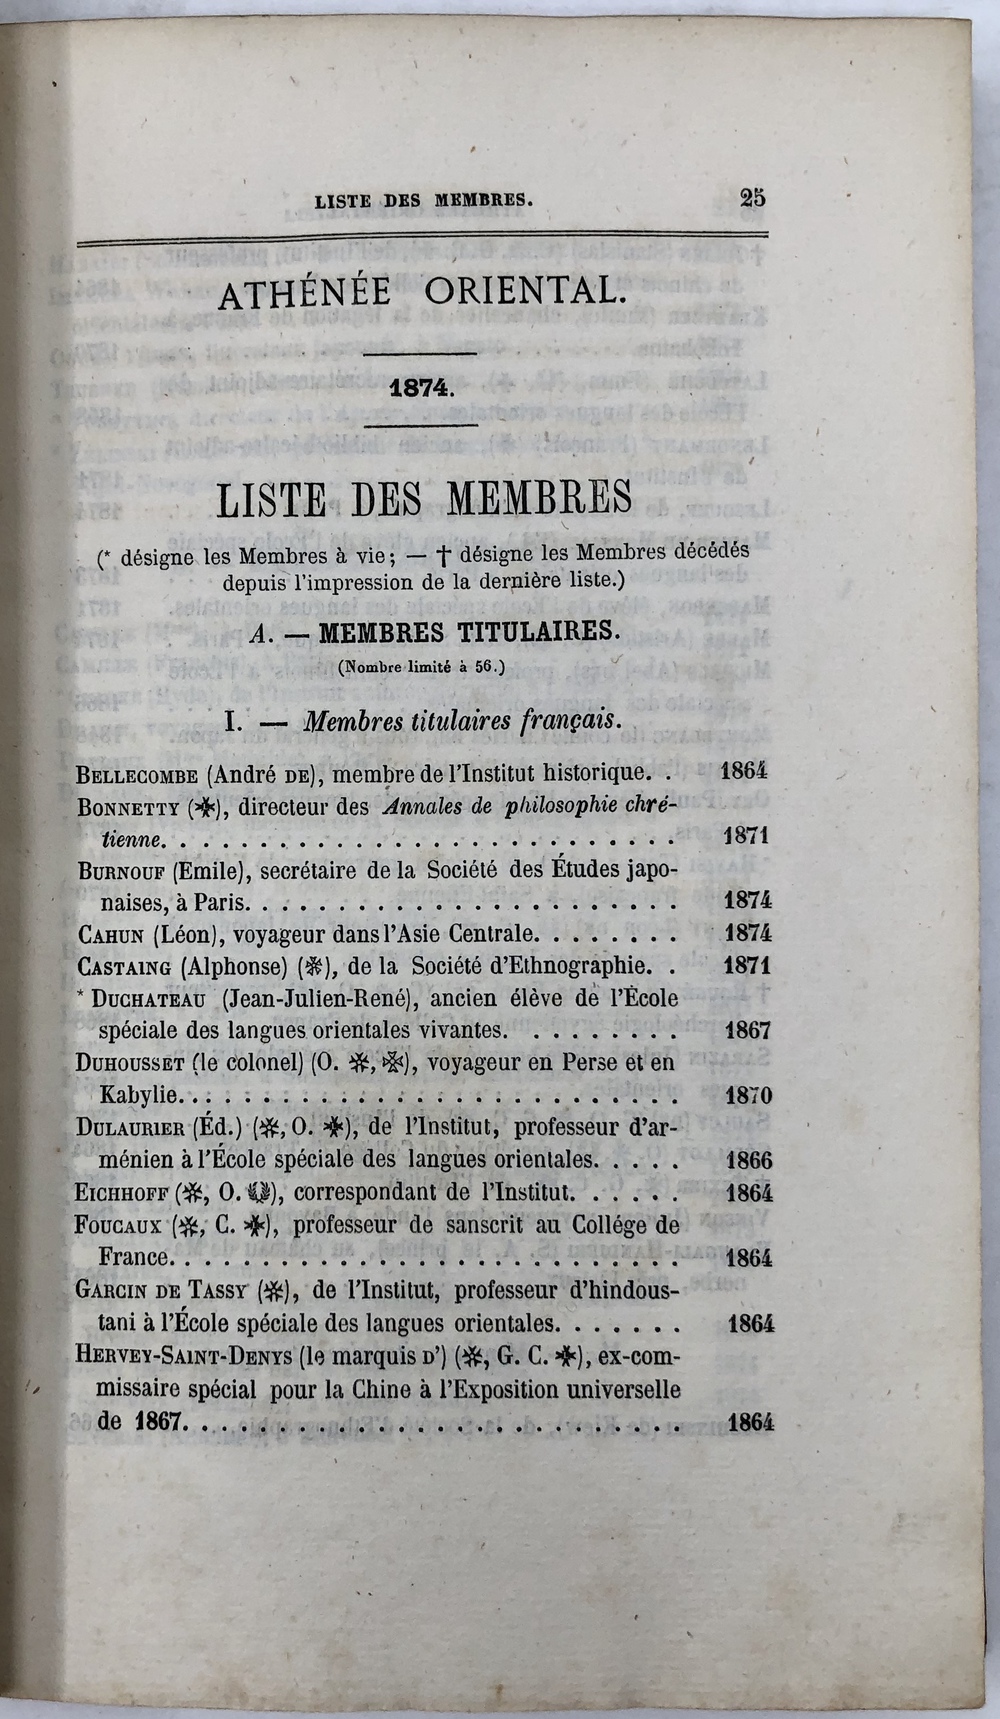 LISTE DES MEMBRES. 25
ATHÉNÉE ORIENTAL.
1874.
LISTE DES MEMBRES
(* désigne les Membres à vie; — † désigne les Membres décédés
depuis l'impression de la dernière liste.)
A. — MEMBRES TITULAIRES.
(Nombre limité à 56.)
I. — Membres titulaires français.
BELLECOMBE (André DE), membre de l'Institut historique. . 1864
BONNETTY (✻), directeur des Annales de philosophie chré-
tienne. . . . . . . . . . . . . . . . . . . . . . . . . . . . 1871
BURNOUF (Emile), secrétaire de la Société des Études japo-
naises, à Paris. . . . . . . . . . . . . . . . . . . . . . . 1874
CAHUN (Léon), voyageur dans l'Asie Centrale. . . . . . . . 1874
CASTAING (Alphonse) (✻), de la Société d'Ethnographie. . 1871
* DUCHATEAU (Jean-Julien-René), ancien élève de l'École
spéciale des langues orientales vivantes. . . . . . . . . 1867
DUHOUSSET (le colonel) (O. ✻, ✠), voyageur en Perse et en
Kabylie. . . . . . . . . . . . . . . . . . . . . . . . . . . 1870
DULAURIER (Éd.) (✻, O. ✻), de l'Institut, professeur d'ar-
ménien à l'École spéciale des langues orientales. . . . . 1866
EICHHOFF (✻, O. ❦), correspondant de l'Institut. . . . . . 1864
FOUCAUX (✻, C. ✻), professeur de sanscrit au Collége de
France. . . . . . . . . . . . . . . . . . . . . . . . . . . . 1864
GARCIN DE TASSY (✻), de l'Institut, professeur d'hindous-
tani à l'École spéciale des langues orientales. . . . . . . 1864
HERVEY-SAINT-DENYS (le marquis D') (✻, G. C. ✻), ex-com-
missaire spécial pour la Chine à l'Exposition universelle
de 1867. . . . . . . . . . . . . . . . . . . . . . . . . . . 1864